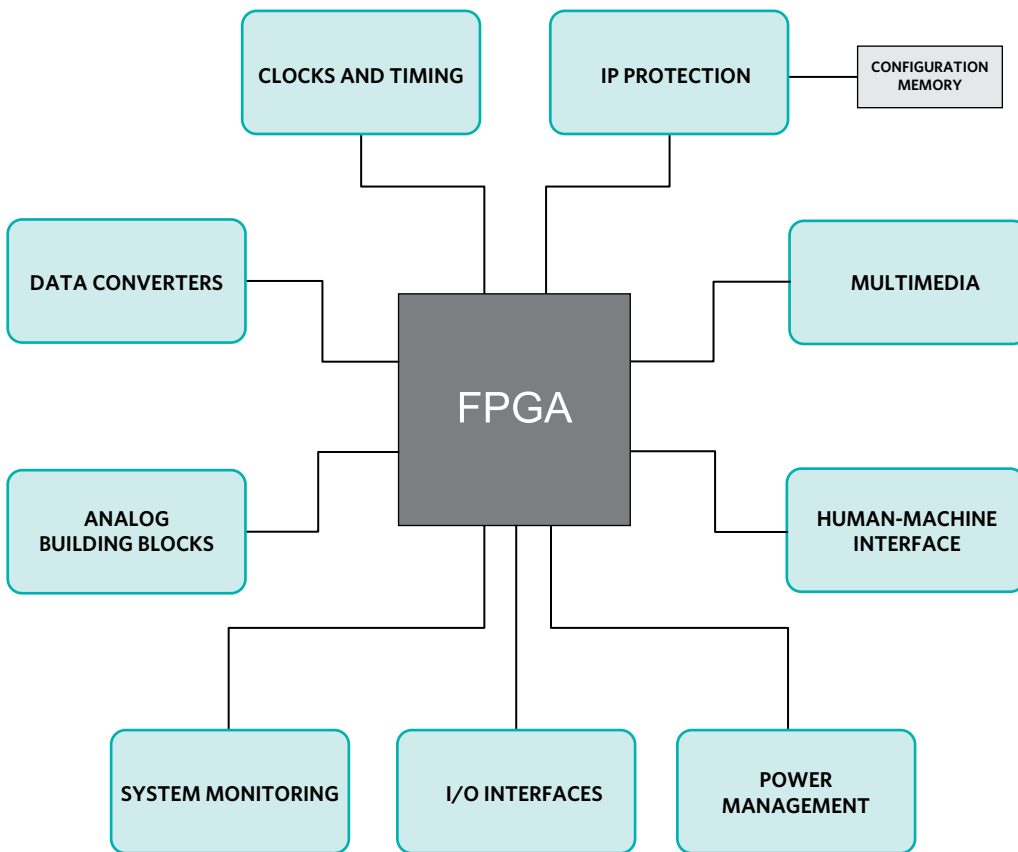 CLOCKS AND TIMING
IP PROTECTION
CONFIGURATION
MEMORY
DATA CONVERTERS
MULTIMEDIA
FPGA
ANALOG
BUILDING BLOCKS
HUMAN-MACHINE
INTERFACE
SYSTEM MONITORING
I/O INTERFACES
POWER
MANAGEMENT